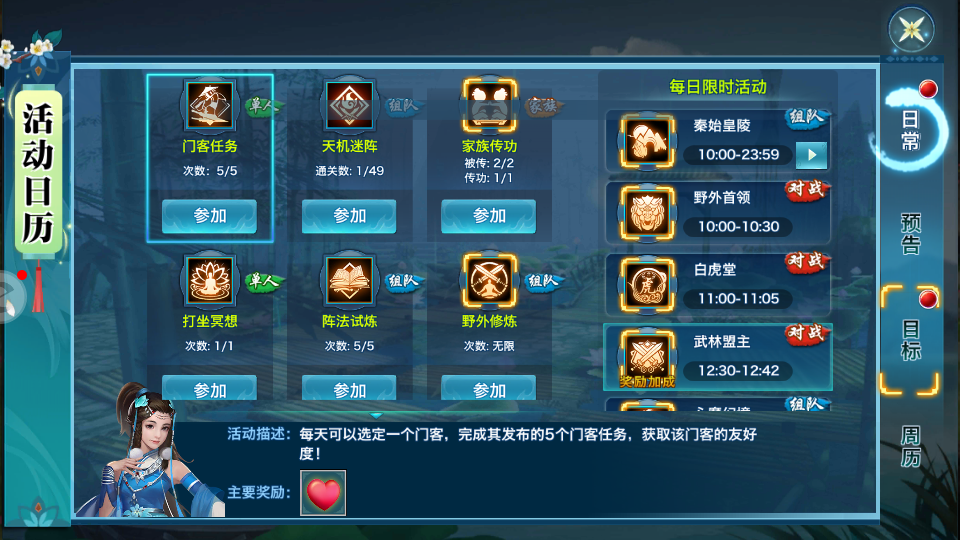 活动日历
单人
门客任务
次数：5/5
参加
组队
天机迷阵
通关数：1/49
参加
家族
家族传功
被传：2/2
传功：1/1
参加
单人
打坐冥想
次数：1/1
参加
组队
阵法试炼
次数：5/5
参加
组队
野外修炼
次数：无限
参加
每日限时活动
秦始皇陵
组队
10:00-23:59
野外首领
对战
10:00-10:30
虎
白虎堂
对战
11:00-11:05
武林盟主
对战
奖励加成
12:30-12:42
组队
日常
预告
目标
周历
活动描述：每天可以选定一个门客，完成其发布的5个门客任务，获取该门客的友好
度！
主要奖励：